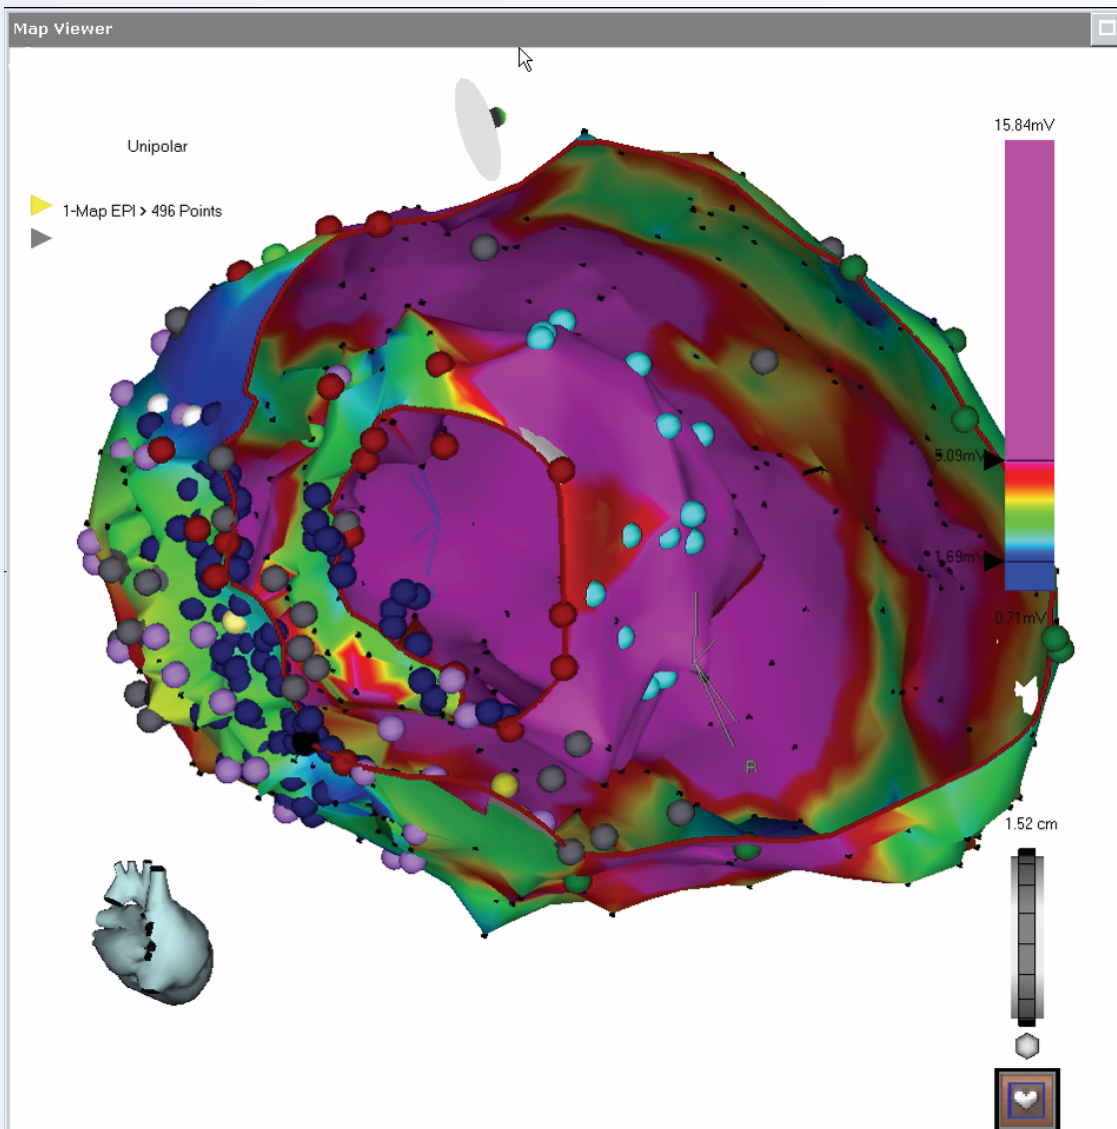 Map Viewer
Unipolar
1-Map EPI > 496 Points
15.84mV
5.09mV
1.69mV
0.71mV
R
1.52 cm